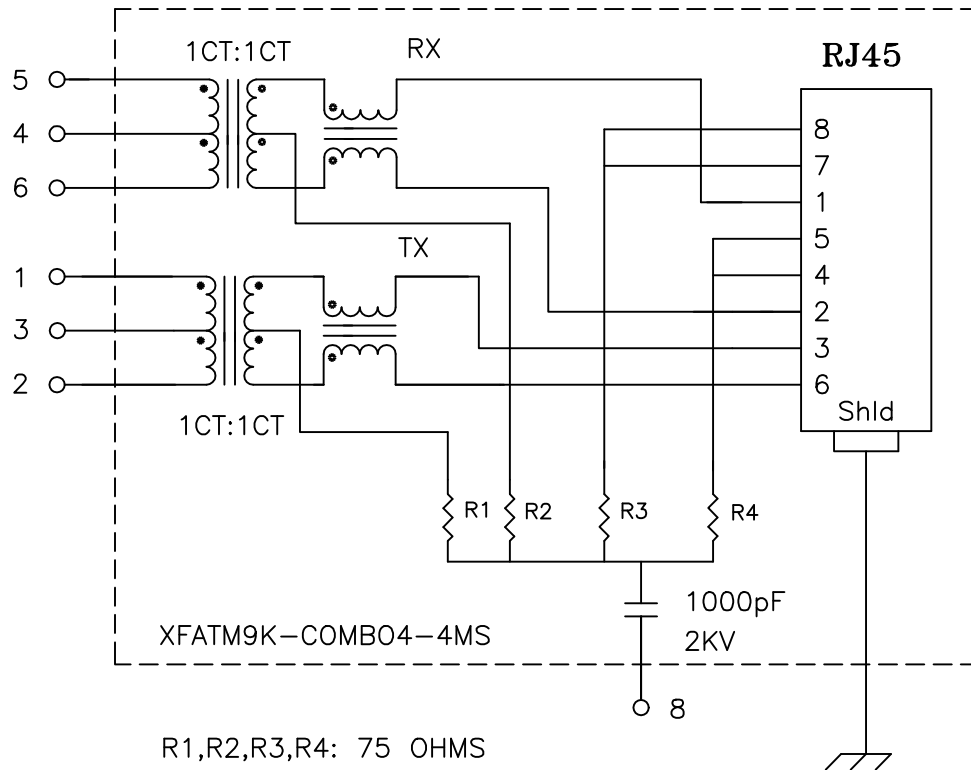 1CT:1CT
RX
RJ45
5
4
6
8
7
1
5
4
2
3
6
Shld
TX
1
3
2
1CT:1CT
R1
R2
R3
R4
1000pF
2KV
XFATM9K-COMBO4-4MS
8
R1,R2,R3,R4: 75 OHMS